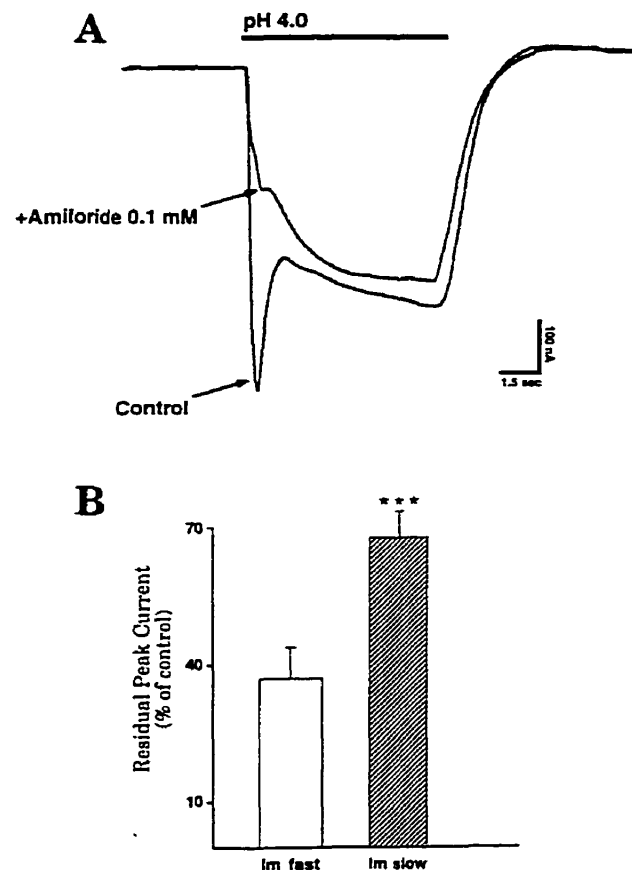 A
pH 4.0
+Amiloride 0.1 mM
Control
100 nA
1.5 sec
B
***
Residual Peak Current
(% of control)
70
40
10
Im fast
Im slow